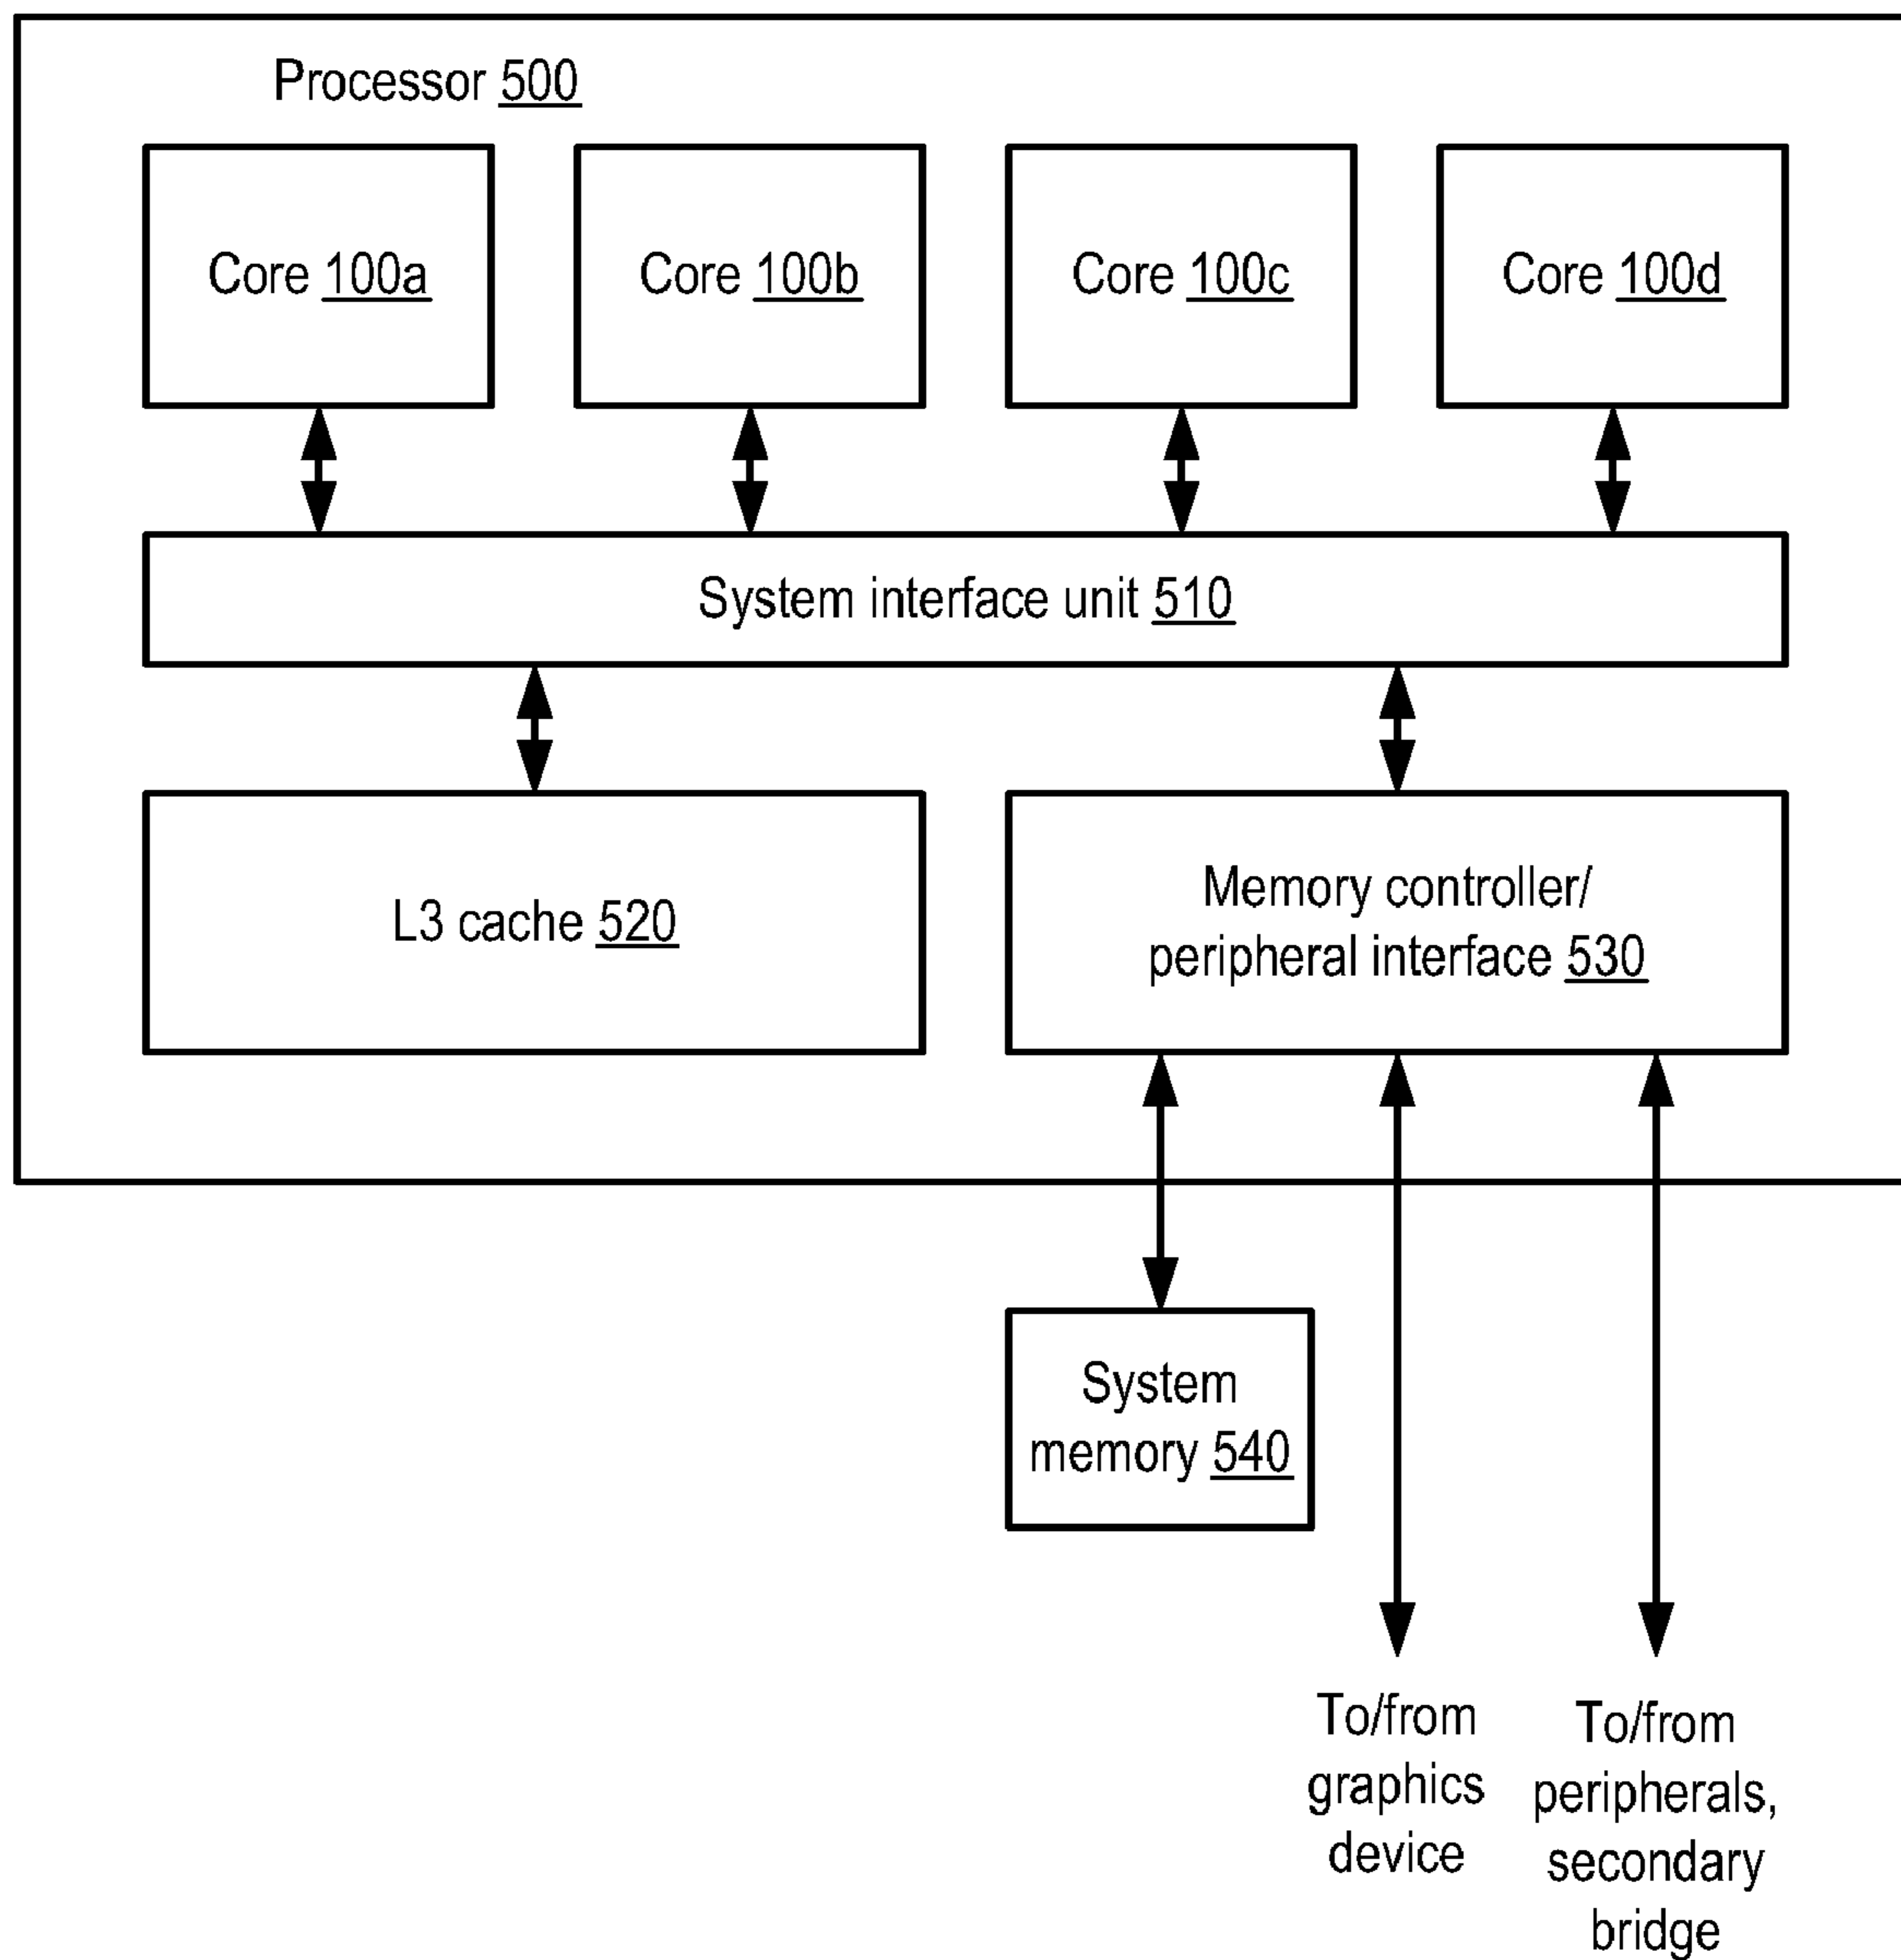 Processor 500
Core 100a
Core 100b
Core 100c
Core 100d
System interface unit 510
L3 cache 520
Memory controller/
peripheral interface 530
System
memory 540
To/from
graphics
device
To/from
peripherals,
secondary
bridge